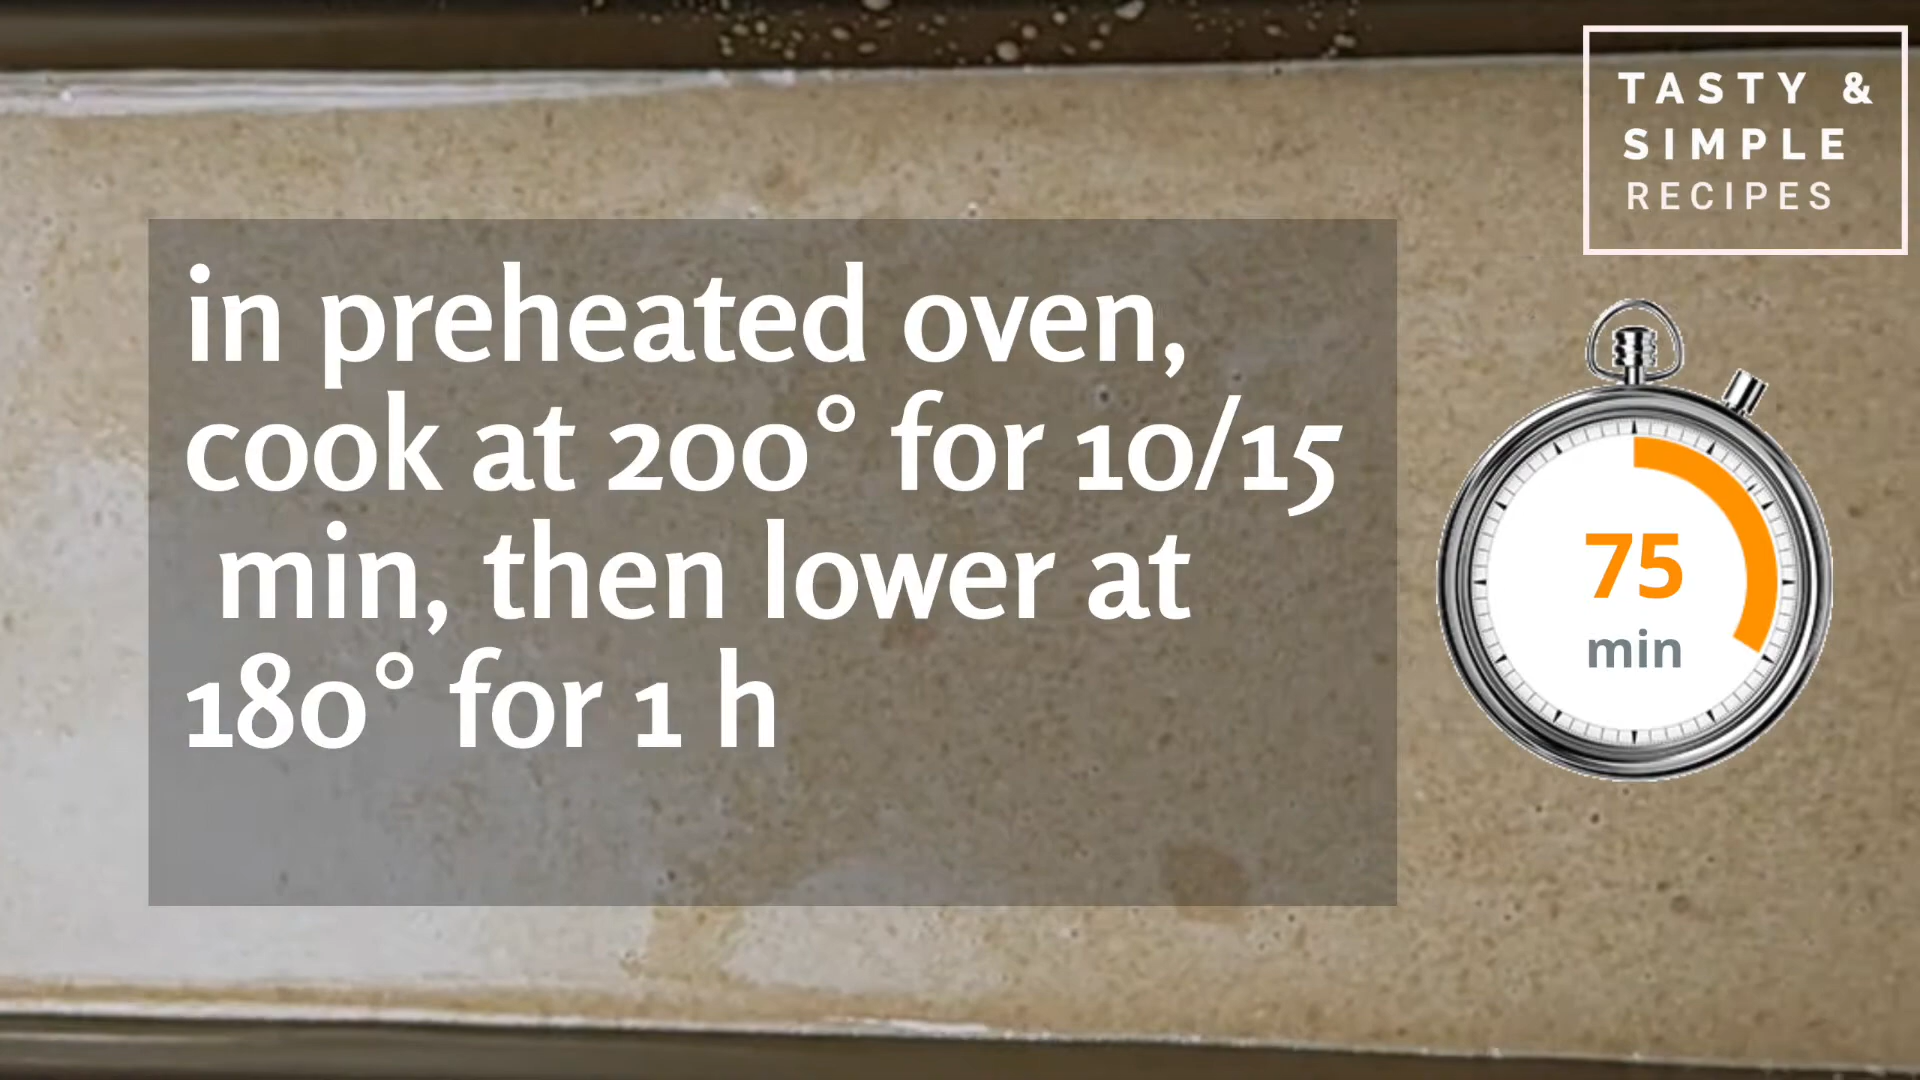 TASTY &
SIMPLE
RECIPES
in preheated oven,
cook at 200° for 10/15
min, then lower at
180° for 1 h
75
min